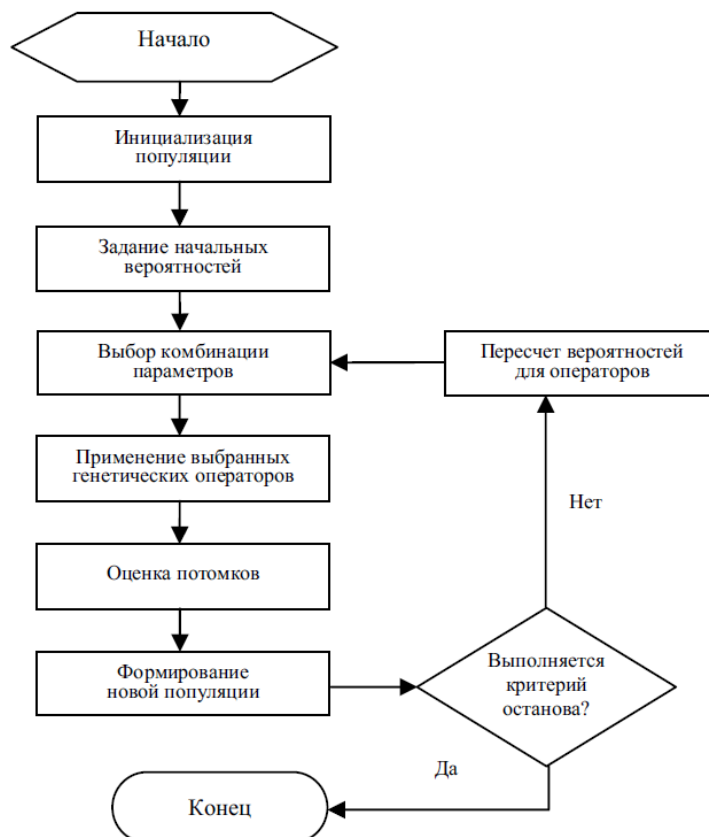 Начало
Инициализация
популяции
Задание начальных
вероятностей
Выбор комбинации
параметров
Пересчет вероятностей
для операторов
Применение выбранных
генетических операторов
Нет
Оценка потомков
Формирование
новой популяции
Выполняется
критерий
останова?
Да
Конец